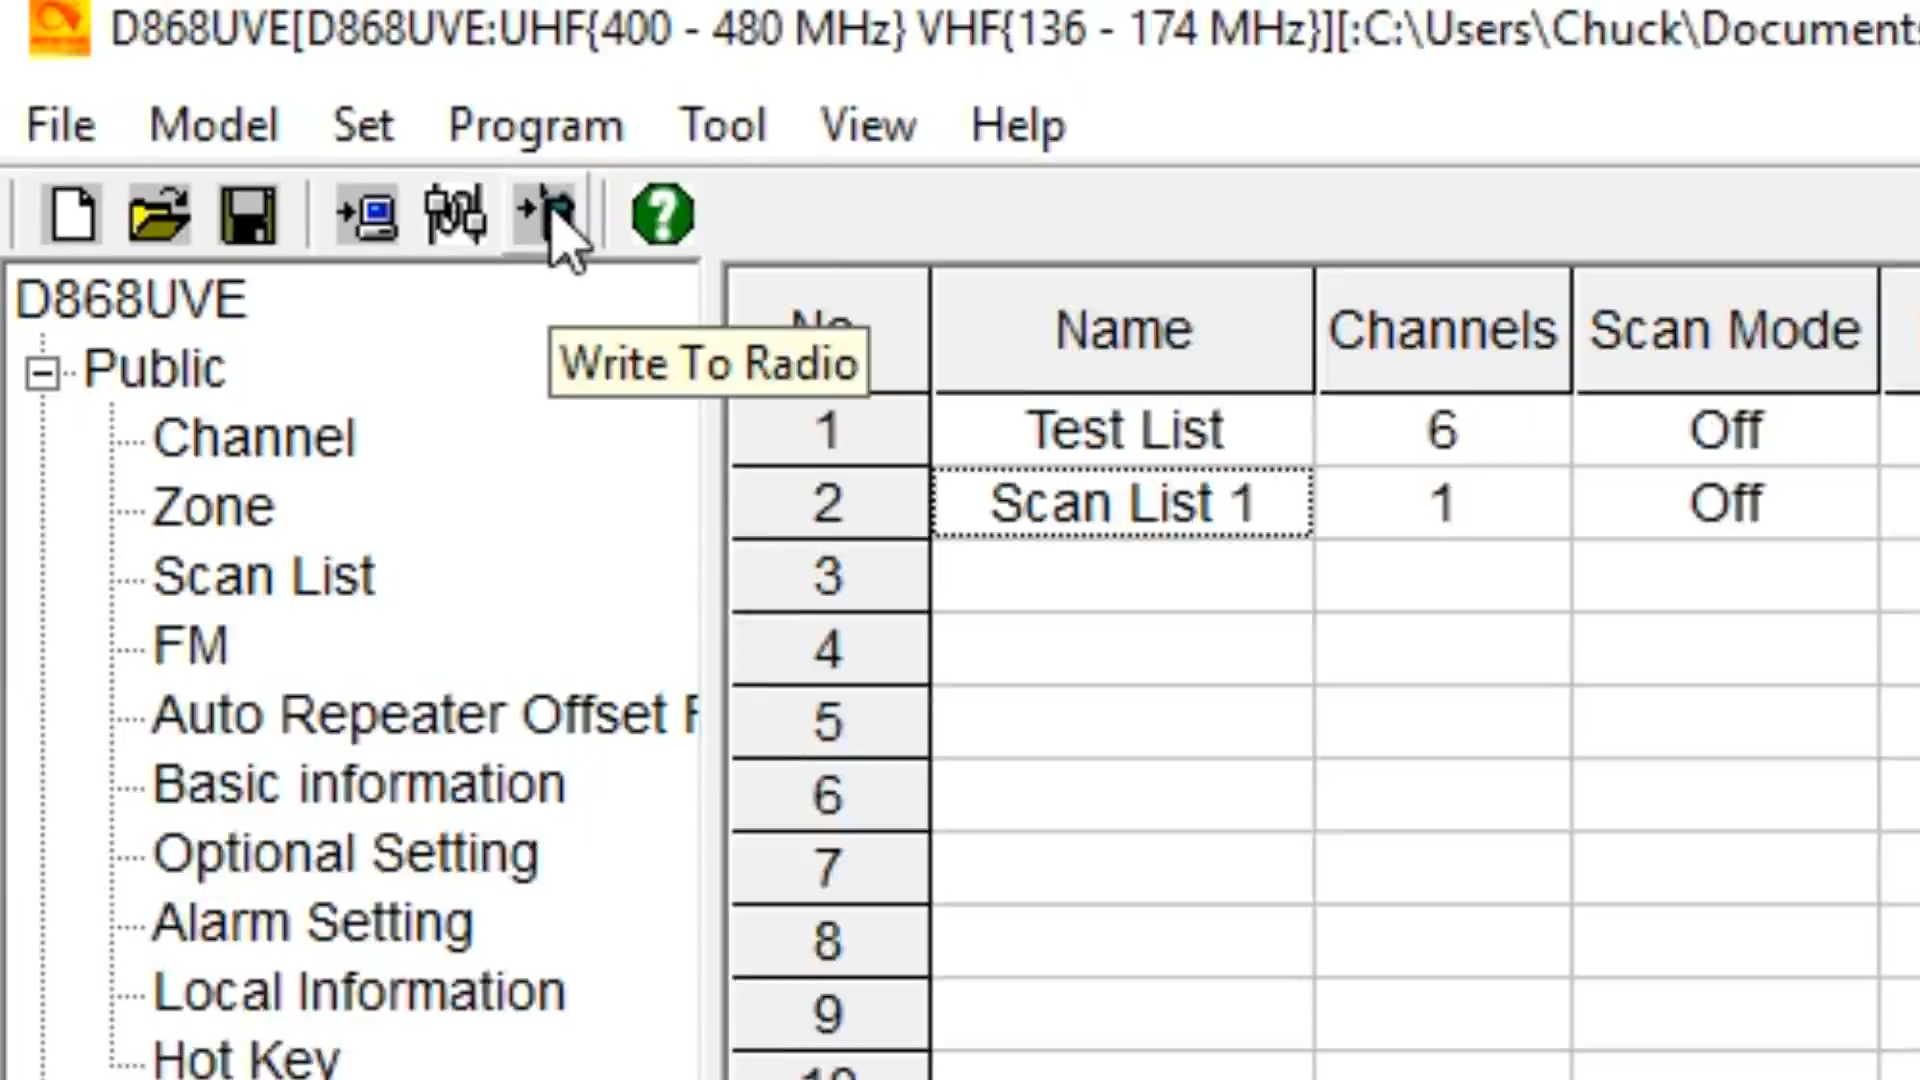 D868UVE[D868UVE:UHF{400 - 480 MHz} VHF{136 - 174 MHz}][:C:\Users\Chuck\Documents
File Model Set Program Tool View Help
D868UVE
Public
Channel
Zone
Scan List
FM
Auto Repeater Offset
Basic information
Optional Setting
Alarm Setting
Local Information
Hot Key
Write To Radio
No Name Channels Scan Mode
1 Test List 6 Off
2 Scan List 1 1 Off
3
4
5
6
7
8
9
10